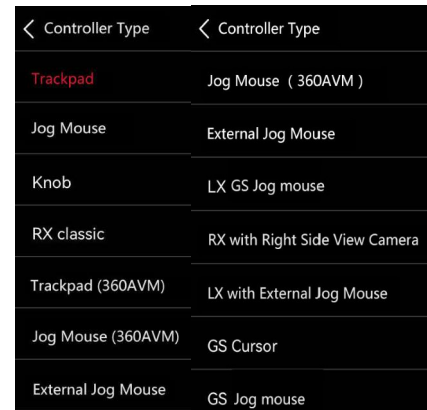 Controller Type
Trackpad
Jog Mouse
Knob
RX classic
Trackpad (360AVM)
Jog Mouse (360AVM)
External Jog Mouse
Controller Type
Jog Mouse ( 360AVM )
External Jog Mouse
LX GS Jog mouse
RX with Right Side View Camera
LX with External Jog Mouse
GS Cursor
GS Jog mouse